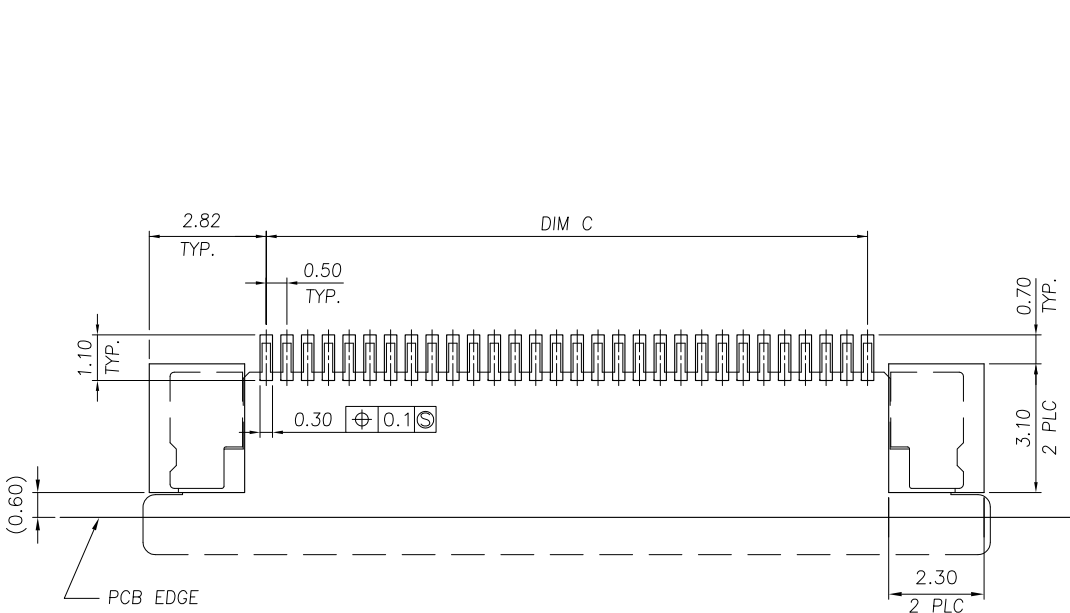 2.82
TYP.
DIM C
0.50
TYP.
0.70
TYP.
1.10
TYP.
0.30 ⌖ 0.1 Ⓢ
3.10
2 PLC
(0.60)
2.30
2 PLC
PCB EDGE